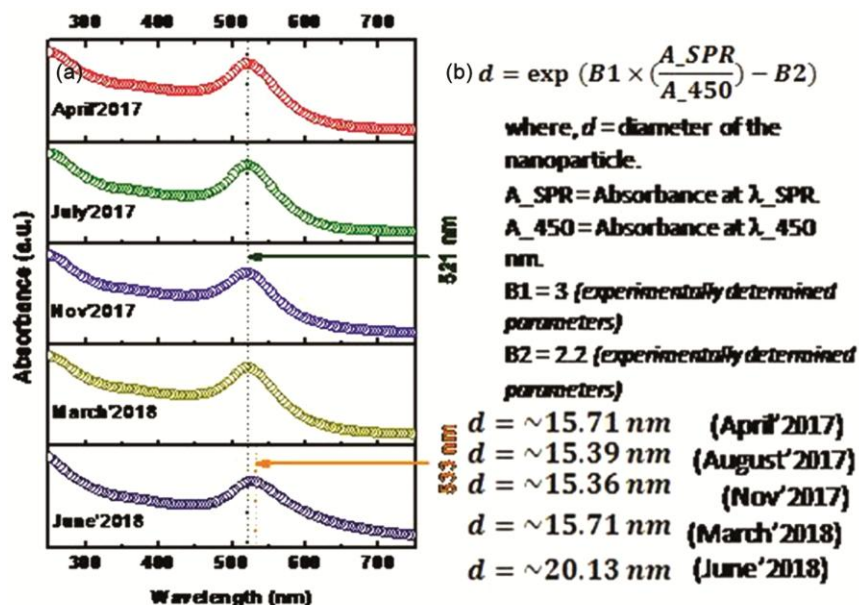 300 400 500 600 700
(a)
April'2017
July'2017
Nov'2017
March'2018
June'2018
Absorbance (a.u.)
300 400 500 600 700
Wavelength (nm)
521 nm
533 nm
(b) d = exp (B1 × (A_SPR/A_450) − B2)
where, d = diameter of the
nanoparticle.
A_SPR = Absorbance at λ_SPR.
A_450 = Absorbance at λ_450
nm.
B1 = 3 (experimentally determined
parameters)
B2 = 2.2 (experimentally determined
parameters)
d = ~15.71 nm (April'2017)
d = ~15.39 nm (August'2017)
d = ~15.36 nm (Nov'2017)
d = ~15.71 nm (March'2018)
d = ~20.13 nm (June'2018)